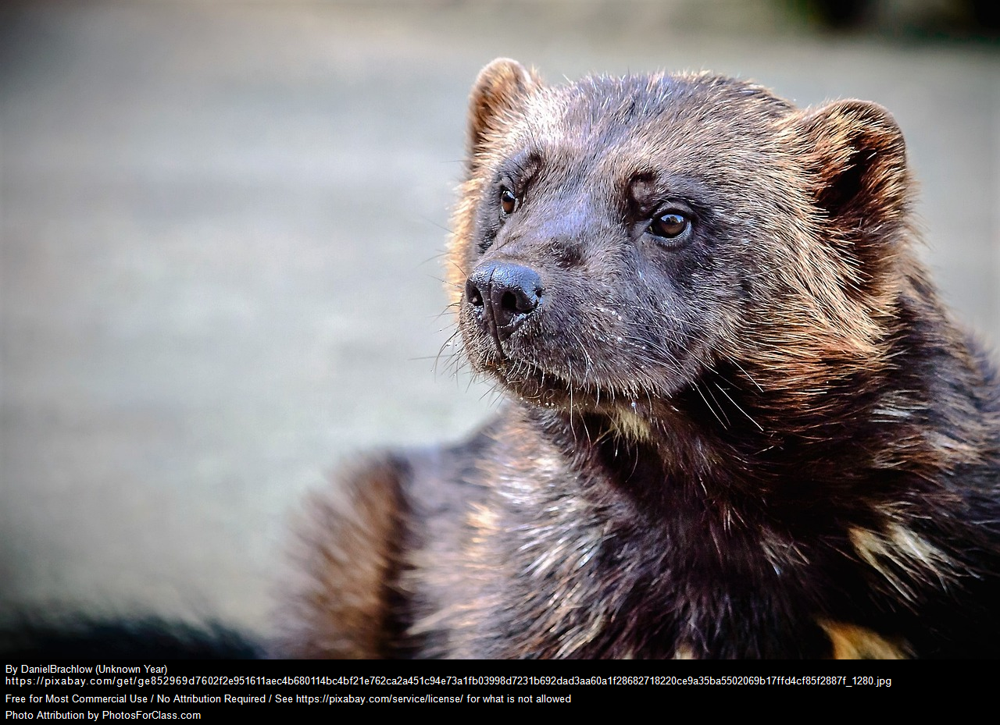 By DanielBrachlow (Unknown Year)
https://pixabay.com/get/ge852969d7602f2e951611aec4b680114bc4bf21e762ca2a451c94e73a1fb03998d7231b692dad3aa60a1f28682718220ce9a35ba5502069b17ffd4cf85f2887f_1280.jpg
Free for Most Commercial Use / No Attribution Required / See https://pixabay.com/service/license/ for what is not allowed
Photo Attribution by PhotosForClass.com